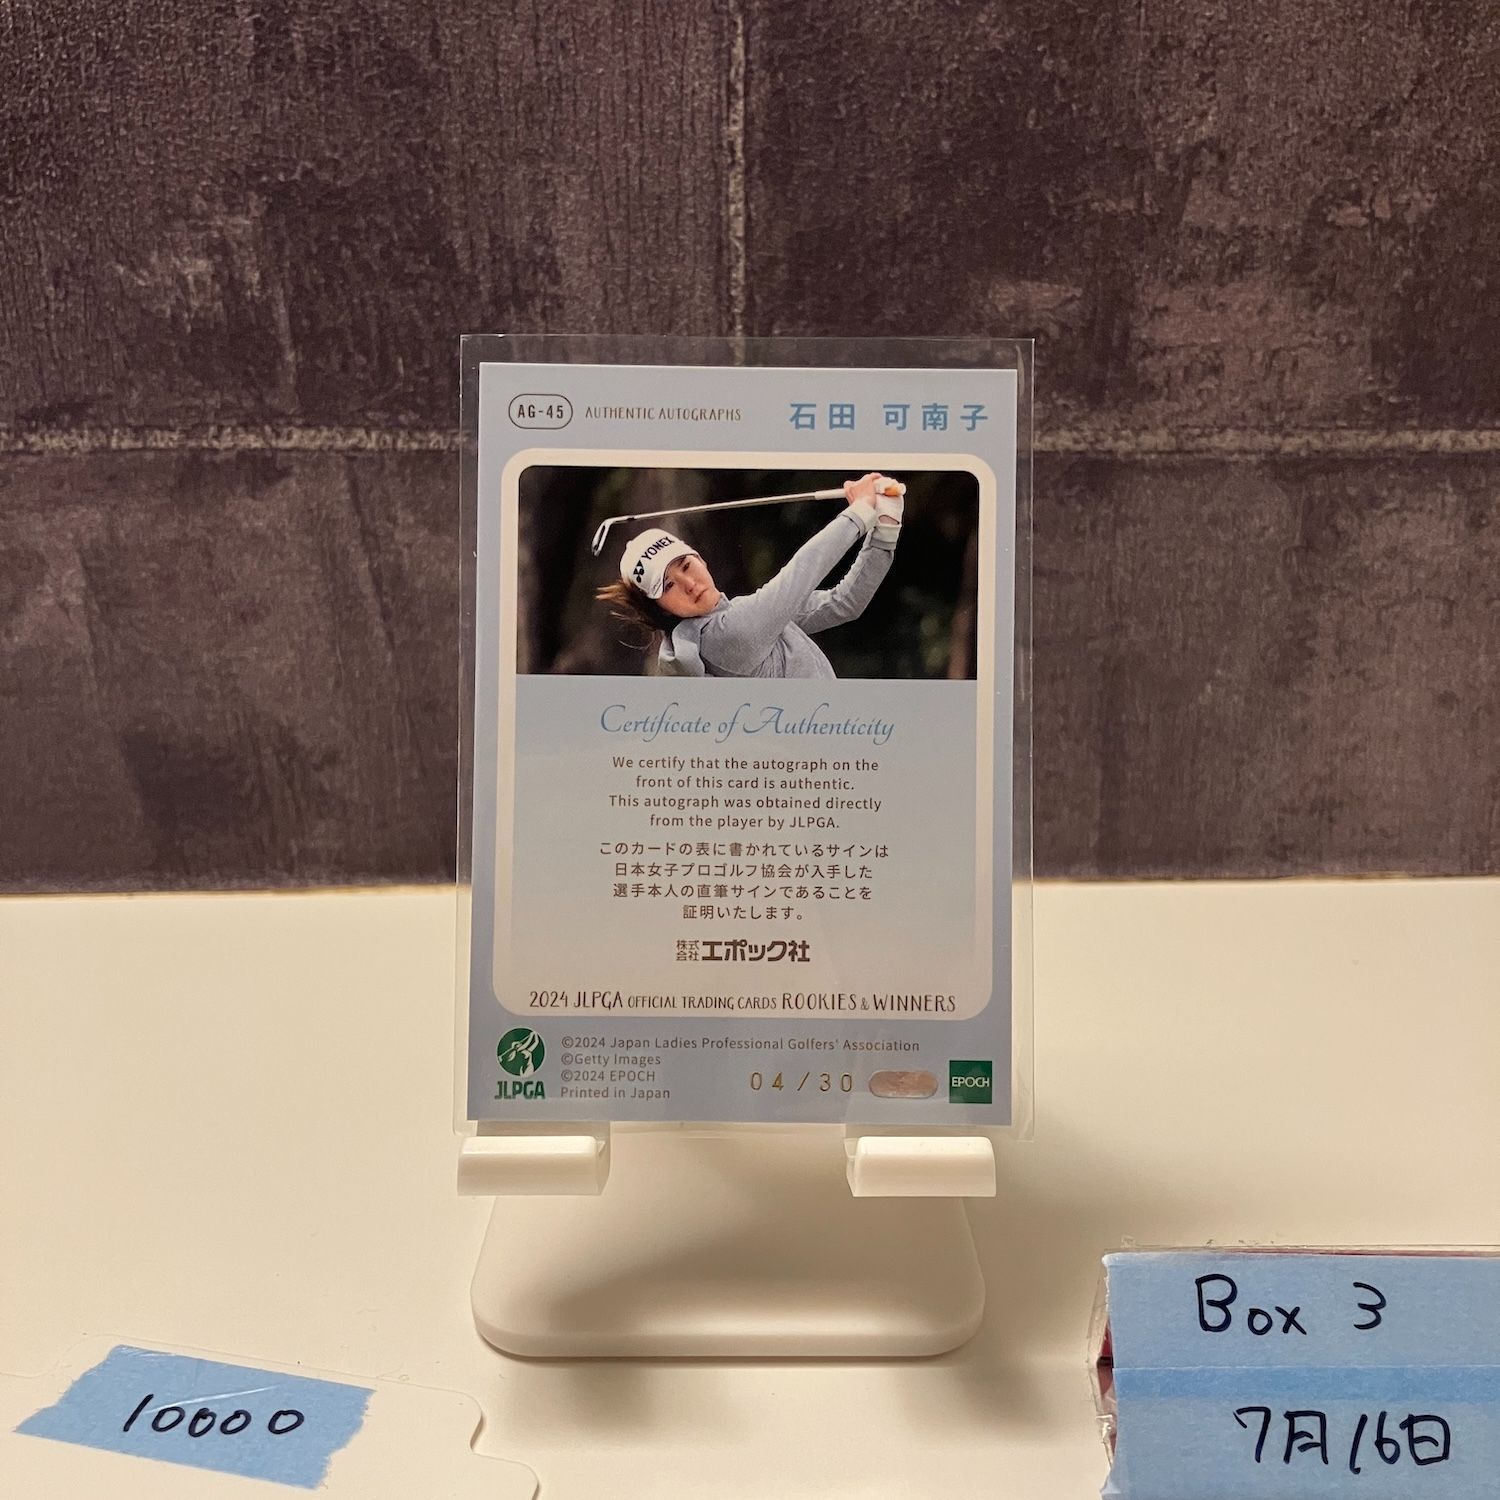 AG-45 AUTHENTIC AUTOGRAPHS 石田 可南子
YONEX
Certificate of Authenticity
We certify that the autograph on the
front of this card is authentic.
This autograph was obtained directly
from the player by JLPGA.
このカードの表に書かれているサインは
日本女子プロゴルフ協会が入手した
選手本人の直筆サインであることを
証明いたします。
株式会社エポック社
2024 JLPGA OFFICIAL TRADING CARDS ROOKIES & WINNERS
©2024 Japan Ladies Professional Golfers' Association
©Getty Images
©2024 EPOCH
Printed in Japan
JLPGA
04/30
EPOCH
Box 3
7月16日
10000